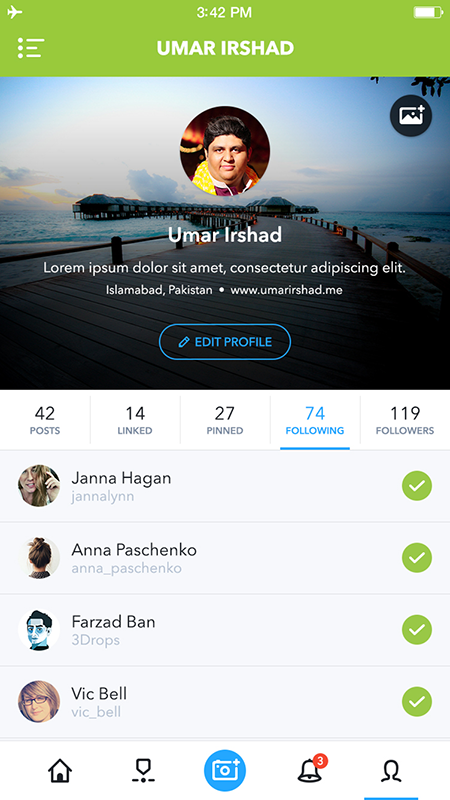 3:42 PM
UMAR IRSHAD
Umar Irshad
Lorem ipsum dolor sit amet, consectetur adipiscing elit.
Islamabad, Pakistan • www.umarirshad.me
EDIT PROFILE
42 14 27 74 119
POSTS LINKED PINNED FOLLOWING FOLLOWERS
Janna Hagan
jannalynn
Anna Paschenko
anna_paschenko
Farzad Ban
3Drops
Vic Bell
vic_bell
3